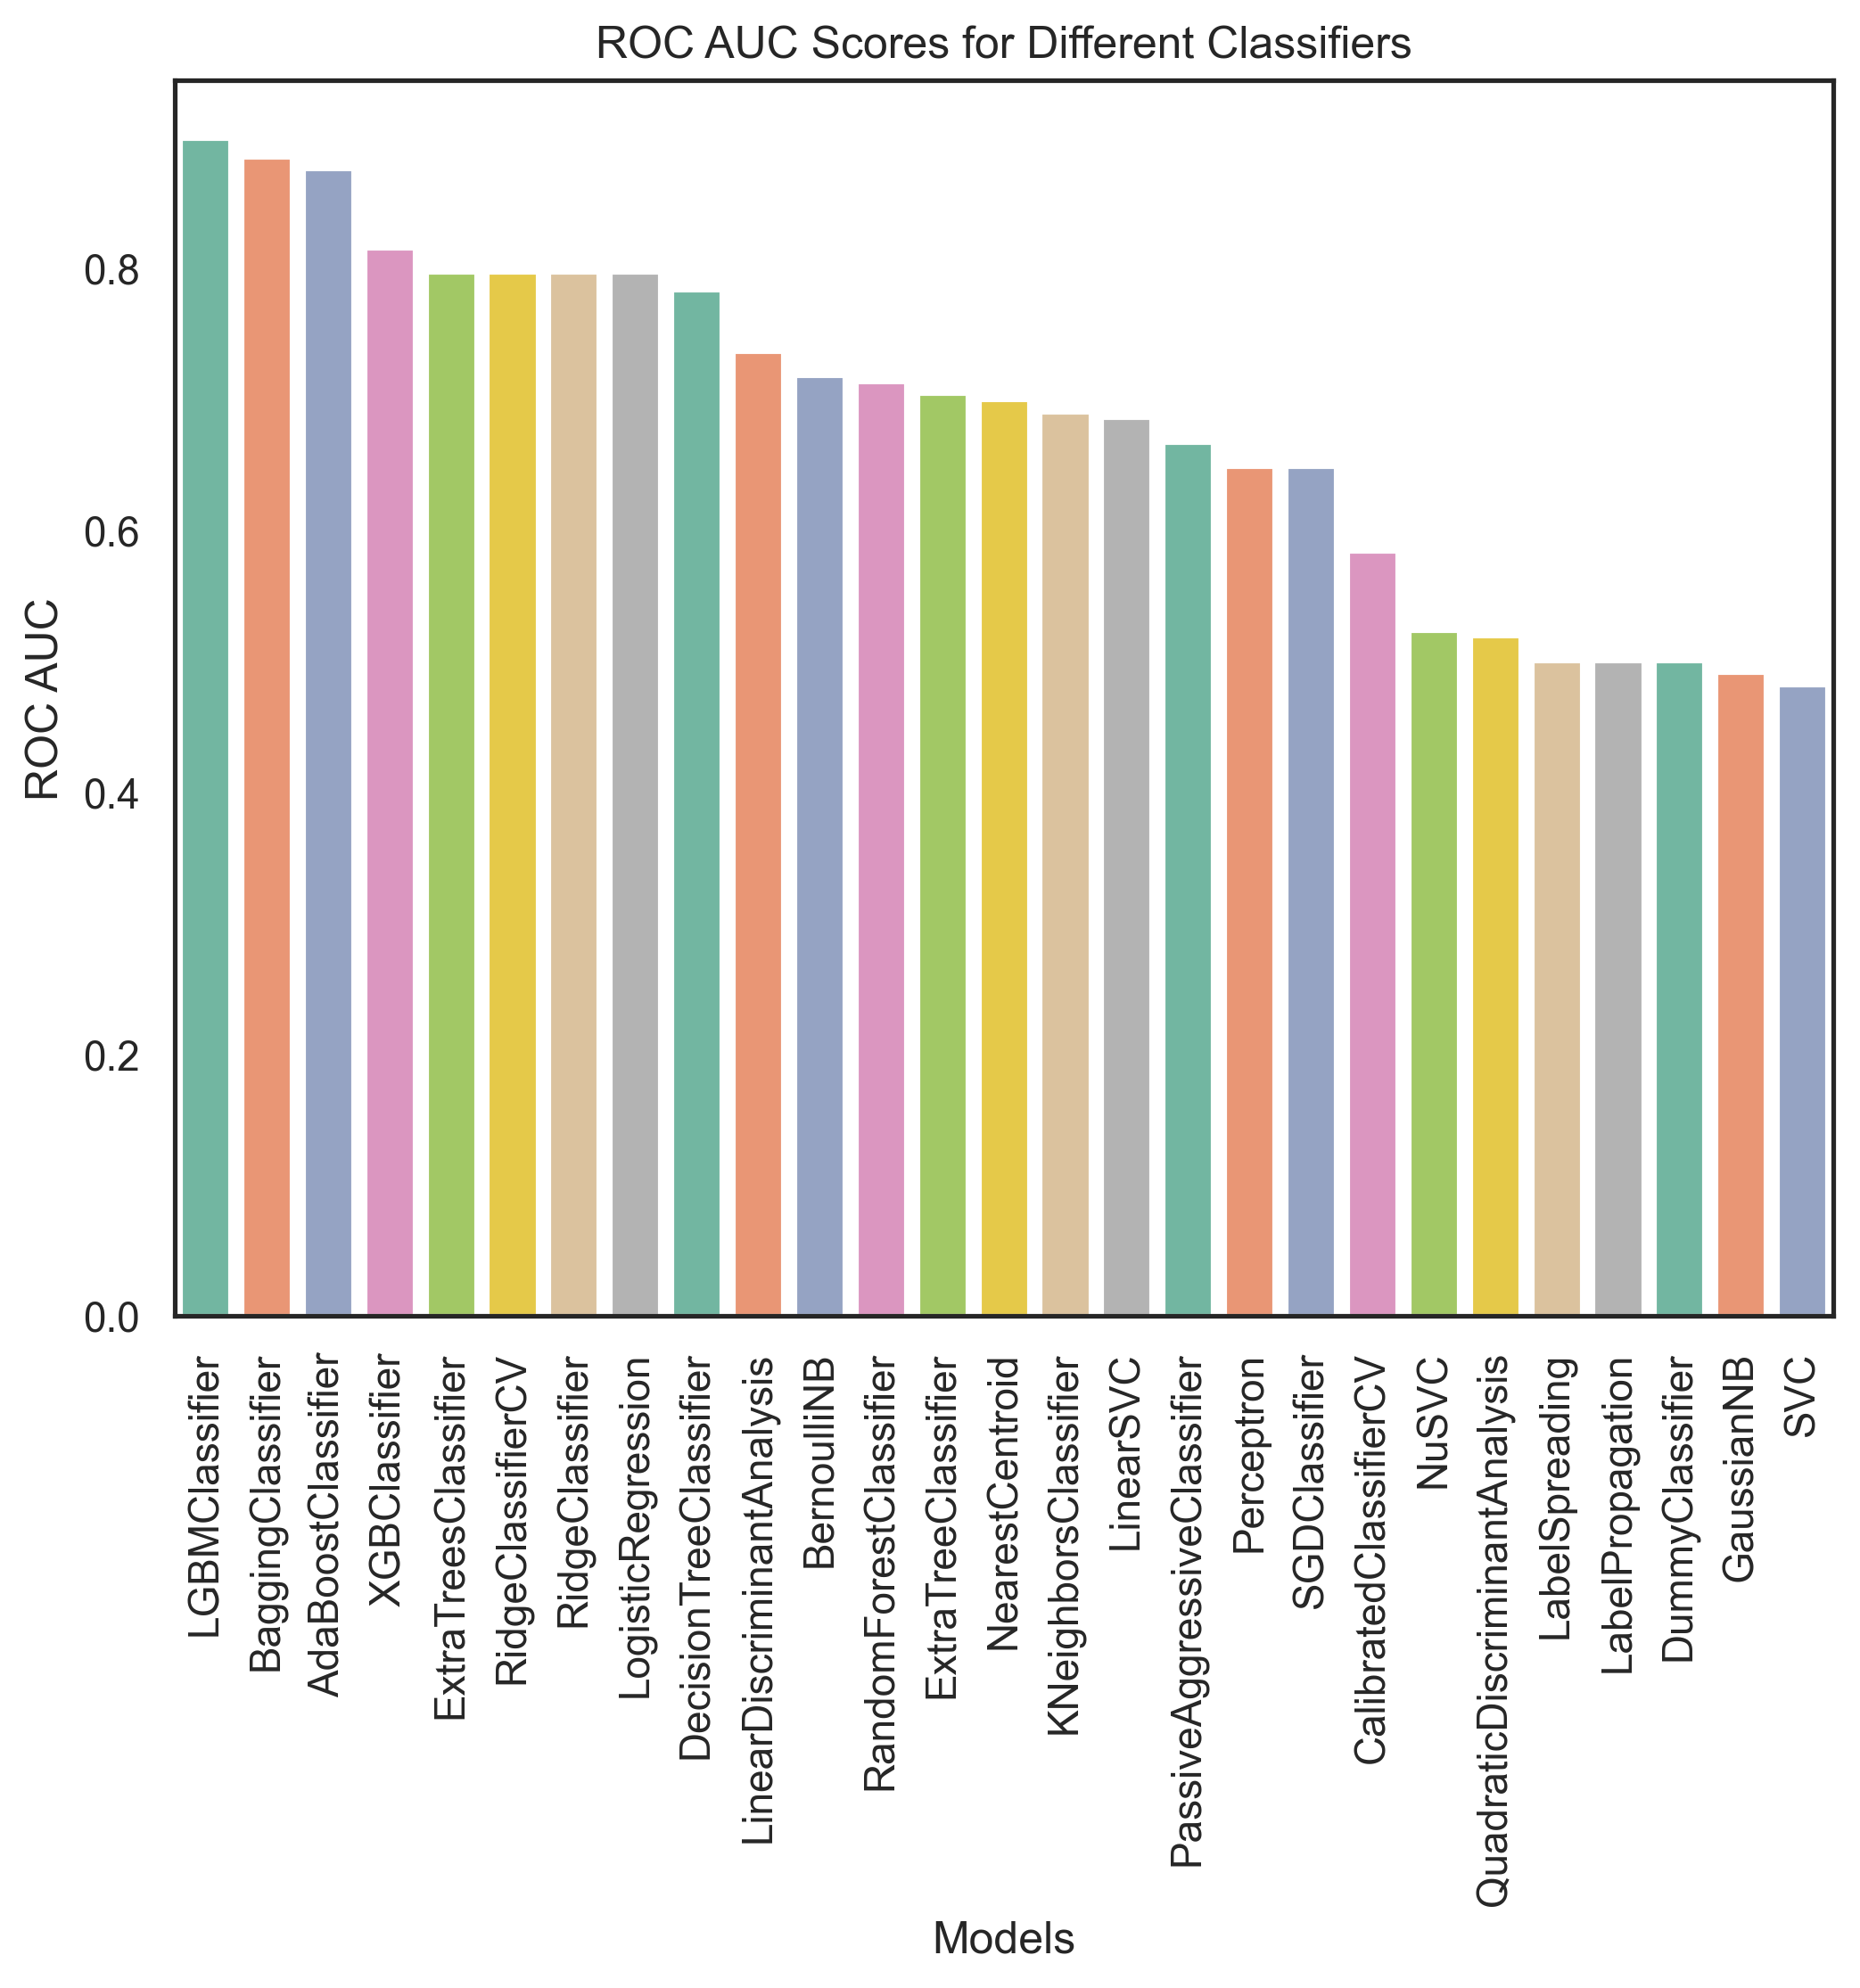 ROC AUC Scores for Different Classifiers
ROC AUC
0.8
0.6
0.4
0.2
0.0
LGBMClassifier
BaggingClassifier
AdaBoostClassifier
XGBClassifier
ExtraTreesClassifier
RidgeClassifierCV
RidgeClassifier
LogisticRegression
DecisionTreeClassifier
LinearDiscriminantAnalysis
BernoulliNB
RandomForestClassifier
ExtraTreeClassifier
NearestCentroid
KNeighborsClassifier
LinearSVC
PassiveAggressiveClassifier
Perceptron
SGDClassifier
CalibratedClassifierCV
NuSVC
QuadraticDiscriminantAnalysis
LabelSpreading
LabelPropagation
DummyClassifier
GaussianNB
SVC
Models